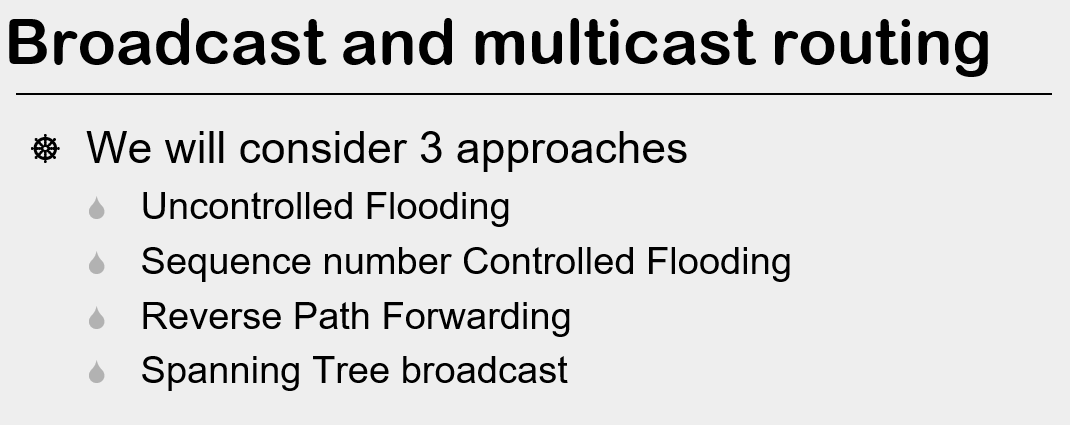 Broadcast and multicast routing
We will consider 3 approaches
Uncontrolled Flooding
Sequence number Controlled Flooding
Reverse Path Forwarding
Spanning Tree broadcast